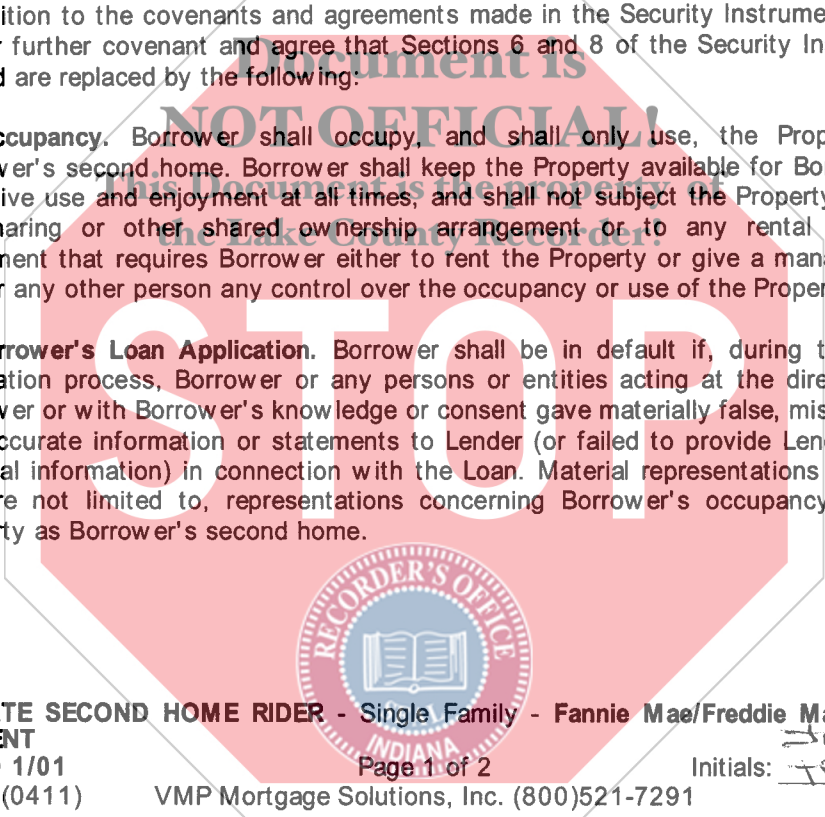 ition to the covenants and agreements made in the Security Instrume
r further covenant and agree that Sections 6 and 8 of the Security In
d are replaced by the following:
Document is
NOT OFFICIAL!
This Document is the property of
the Lake County Recorder!
ccupancy. Borrower shall occupy, and shall only use, the Prop
ver's second home. Borrower shall keep the Property available for Bo
ive use and enjoyment at all times, and shall not subject the Property
haring or other shared ownership arrangement or to any rental
ment that requires Borrower either to rent the Property or give a mana
r any other person any control over the occupancy or use of the Proper
STOP
rrower's Loan Application. Borrower shall be in default if, during t
ation process, Borrower or any persons or entities acting at the dire
ver or with Borrower's knowledge or consent gave materially false, mis
ccurate information or statements to Lender (or failed to provide Lend
al information) in connection with the Loan. Material representations
re not limited to, representations concerning Borrower's occupancy
ty as Borrower's second home.
RECORDER'S OFFICE
SEAL
INDIANA
TE SECOND HOME RIDER - Single Family - Fannie Mae/Freddie Ma
ENT
1/01
Page 1 of 2
Initials:
(0411)
VMP Mortgage Solutions, Inc. (800)521-7291